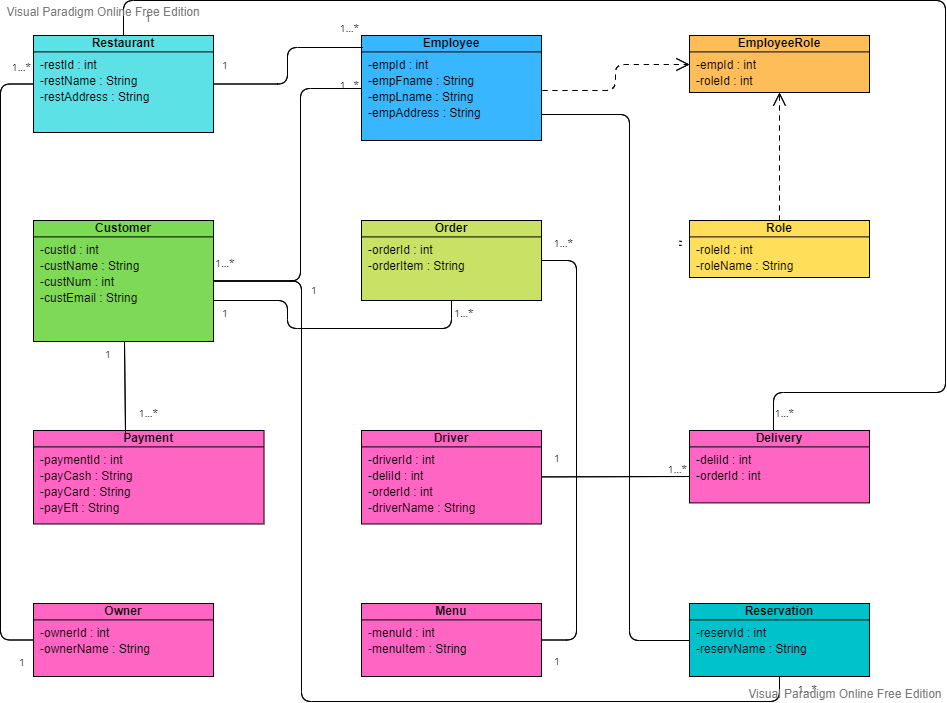 Visual Paradigm Online Free Edition
1
Restaurant
-restId : int
-restName : String
-restAddress : String
1...*
1
1...*
1...*
Employee
-empId : int
-empFname : String
-empLname : String
-empAddress : String
EmployeeRole
-empId : int
-roleId : int
Customer
-custId : int
-custName : String
-custNum : int
-custEmail : String
1...*
1
1
Order
-orderId : int
-orderItem : String
1...*
1...*
Role
-roleId : int
-roleName : String
1
1...*
Payment
-paymentId : int
-payCash : String
-payCard : String
-payEft : String
Driver
-driverId : int
-deliId : int
-orderId : int
-driverName : String
1
1...*
1...*
Delivery
-deliId : int
-orderId : int
Owner
-ownerId : int
-ownerName : String
1
Menu
-menuId : int
-menuItem : String
1
Reservation
-reservId : int
-reservName : String
1...*
Visual Paradigm Online Free Edition